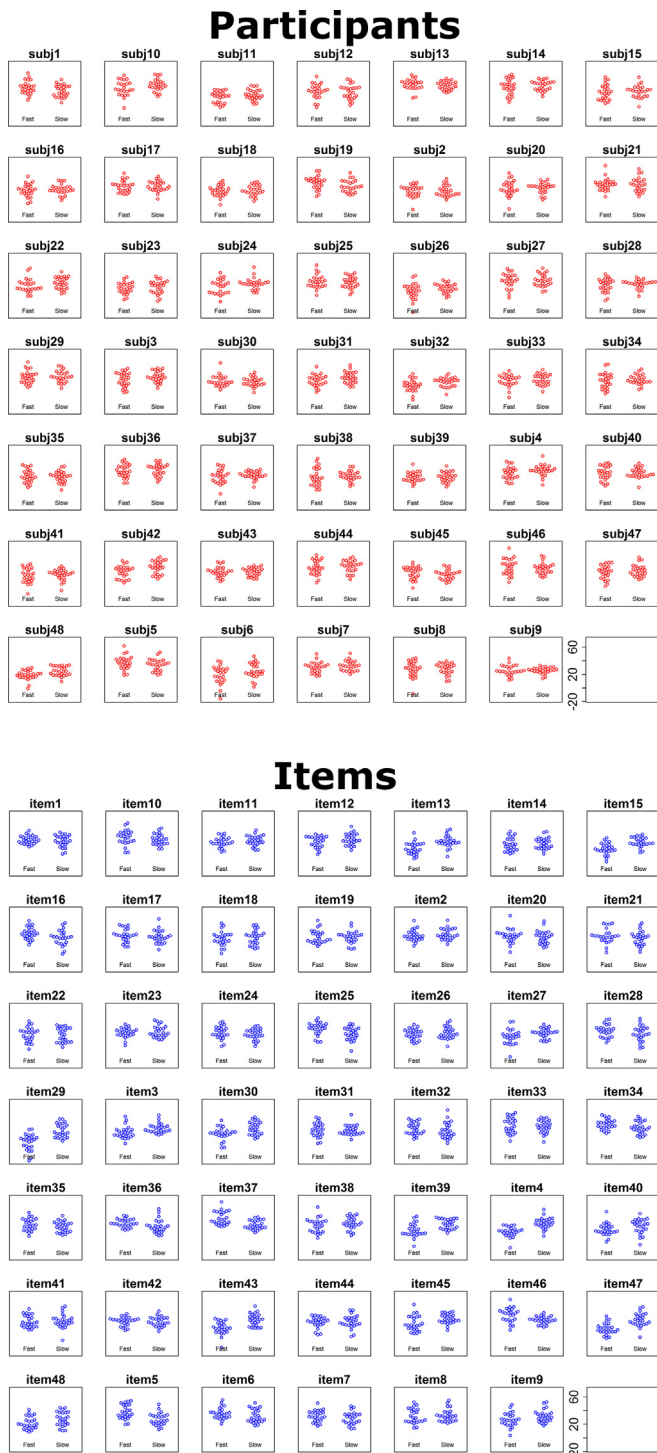 Participants
subj1 subj10 subj11 subj12 subj13 subj14 subj15
Fast Slow Fast Slow Fast Slow Fast Slow Fast Slow Fast Slow Fast Slow
subj16 subj17 subj18 subj19 subj2 subj20 subj21
Fast Slow Fast Slow Fast Slow Fast Slow Fast Slow Fast Slow Fast Slow
subj22 subj23 subj24 subj25 subj26 subj27 subj28
Fast Slow Fast Slow Fast Slow Fast Slow Fast Slow Fast Slow Fast Slow
subj29 subj3 subj30 subj31 subj32 subj33 subj34
Fast Slow Fast Slow Fast Slow Fast Slow Fast Slow Fast Slow Fast Slow
subj35 subj36 subj37 subj38 subj39 subj4 subj40
Fast Slow Fast Slow Fast Slow Fast Slow Fast Slow Fast Slow Fast Slow
subj41 subj42 subj43 subj44 subj45 subj46 subj47
Fast Slow Fast Slow Fast Slow Fast Slow Fast Slow Fast Slow Fast Slow
subj48 subj5 subj6 subj7 subj8 subj9
60
20
-20
Fast Slow Fast Slow Fast Slow Fast Slow Fast Slow Fast Slow
Items
item1 item10 item11 item12 item13 item14 item15
Fast Slow Fast Slow Fast Slow Fast Slow Fast Slow Fast Slow Fast Slow
item16 item17 item18 item19 item2 item20 item21
Fast Slow Fast Slow Fast Slow Fast Slow Fast Slow Fast Slow Fast Slow
item22 item23 item24 item25 item26 item27 item28
Fast Slow Fast Slow Fast Slow Fast Slow Fast Slow Fast Slow Fast Slow
item29 item3 item30 item31 item32 item33 item34
Fast Slow Fast Slow Fast Slow Fast Slow Fast Slow Fast Slow Fast Slow
item35 item36 item37 item38 item39 item4 item40
Fast Slow Fast Slow Fast Slow Fast Slow Fast Slow Fast Slow Fast Slow
item41 item42 item43 item44 item45 item46 item47
Fast Slow Fast Slow Fast Slow Fast Slow Fast Slow Fast Slow Fast Slow
item48 item5 item6 item7 item8 item9
60
20
Fast Slow Fast Slow Fast Slow Fast Slow Fast Slow Fast Slow